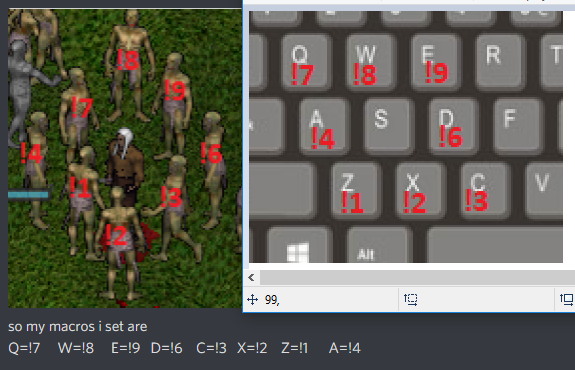 !8
!7 !9
!4 !6
!1 !3
!2
Q W E R T
!7 !8 !9
A S D F
!4 !6
Z X C V
!1 !2 !3
Alt
99,
so my macros i set are
Q=!7 W=!8 E=!9 D=!6 C=!3 X=!2 Z=!1 A=!4